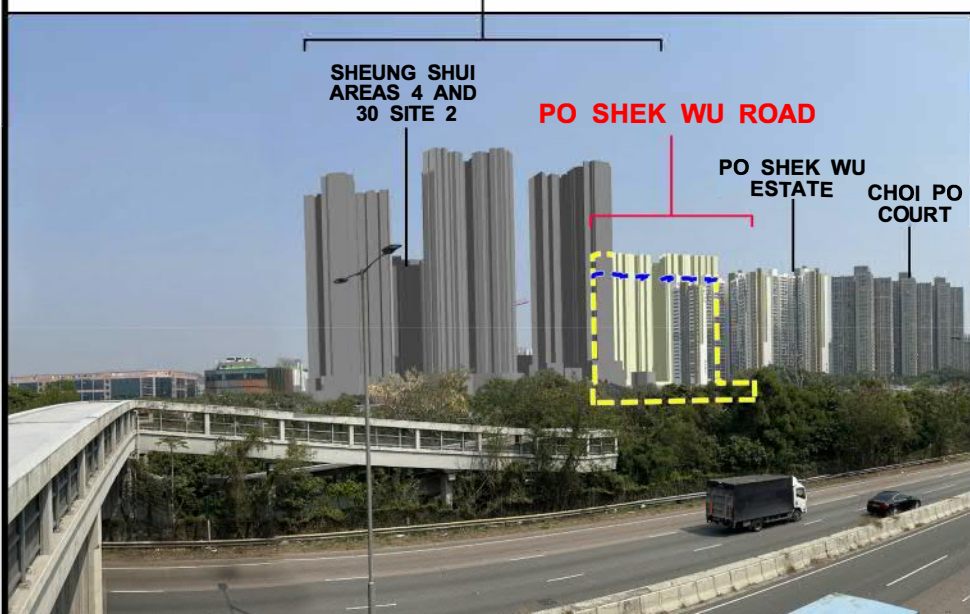 SHEUNG SHUI
AREAS 4 AND
30 SITE 2
PO SHEK WU ROAD
PO SHEK WU
ESTATE
CHOI PO
COURT